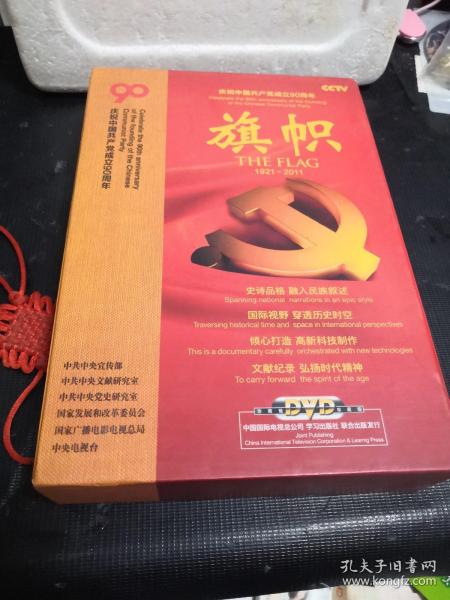 CCTV
庆祝中国共产党成立90周年
Celebrate the 90th anniversary of the founding
of the Chinese Communist Party
旗帜
THE FLAG
1921-2011
史诗品格 融入民族叙述
Spanning national narrations in an epic style
国际视野 穿透历史时空
Traversing historical time and space in international perspectives
倾心打造 高新科技制作
This is a documentary carefully orchestrated with new technologies
文献纪录 弘扬时代精神
To carry forward the spirit of the age
DVD
中国国际电视总公司 学习出版社 联合出版发行
Joint Publishing
China International Television Corporation & Learning Press
90
Celebrate the 90th anniversary
of the founding of the Chinese
Communist Party
庆祝中国共产党成立90周年
中共中央宣传部
中共中央文献研究室
中共中央党史研究室
国家发展和改革委员会
国家广播电影电视总局
中央电视台
孔夫子旧书网
www.kongfz.com